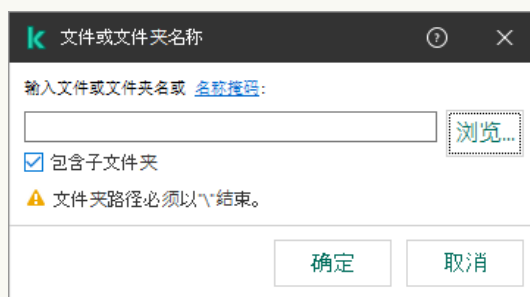 文件或文件夹名称
输入文件或文件夹名或 名称掩码:
浏览...
包含子文件夹
文件夹路径必须以"\"结束。
确定 取消